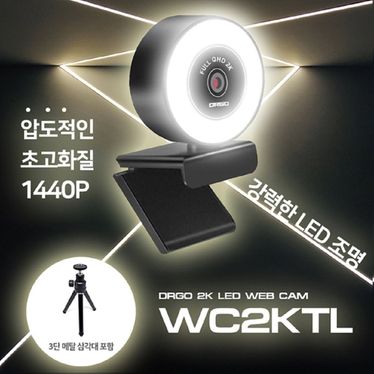 FULL QHD 2K
DRGO
압도적인
초고화질
1440P
강력한 LED 조명
DRGO 2K LED WEB CAM
WC2KTL
3단 메탈 삼각대 포함